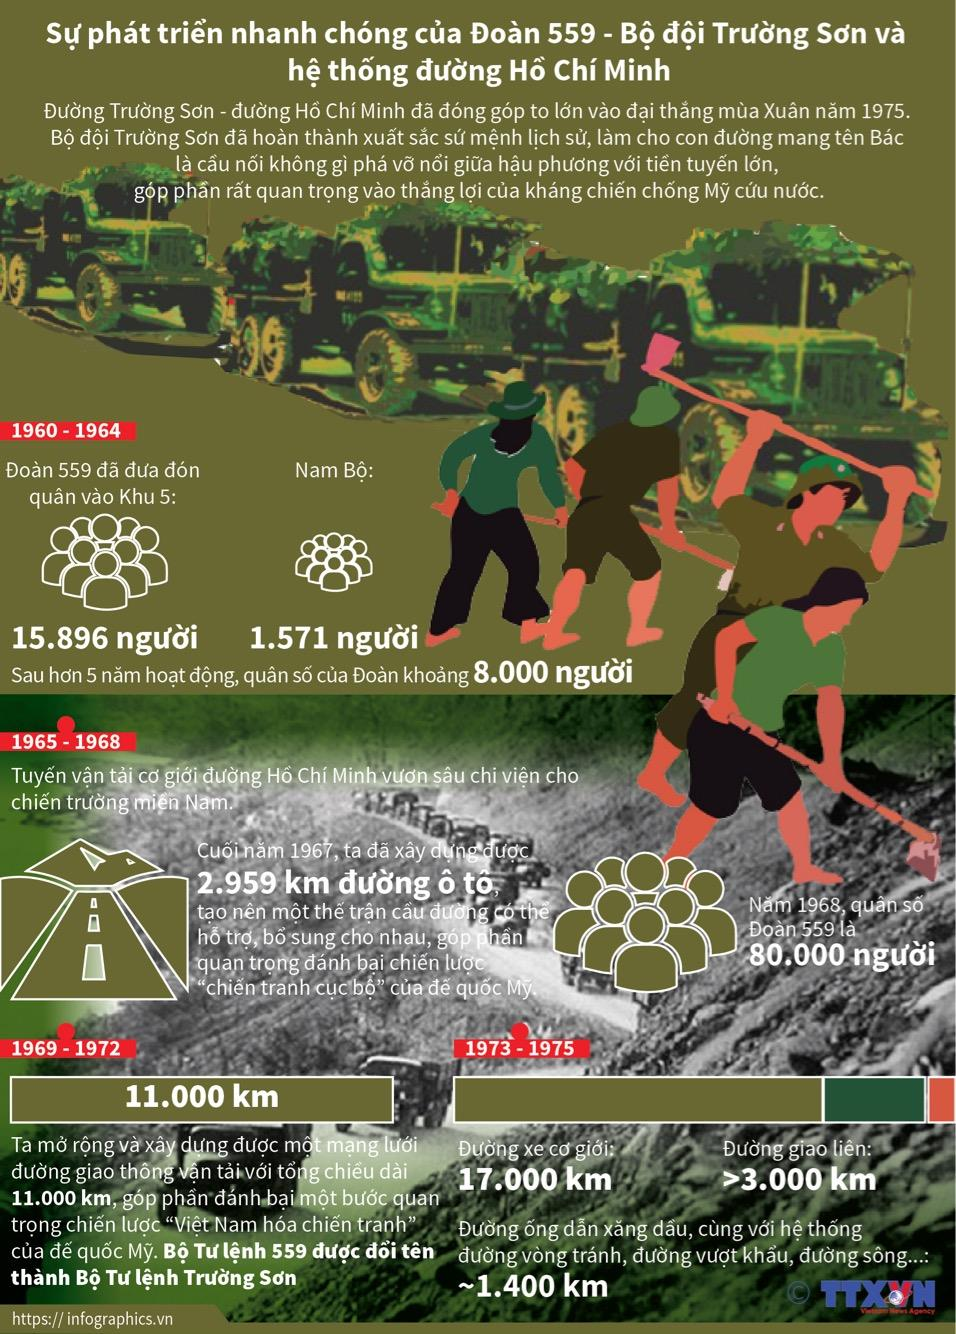 Sự phát triển nhanh chóng của Đoàn 559 - Bộ đội Trường Sơn và
hệ thống đường Hồ Chí Minh
Đường Trường Sơn - đường Hồ Chí Minh đã đóng góp to lớn vào đại thắng mùa Xuân năm 1975.
Bộ đội Trường Sơn đã hoàn thành xuất sắc sứ mệnh lịch sử, làm cho con đường mang tên Bác
là cầu nối không gì phá vỡ nổi giữa hậu phương với tiền tuyến lớn,
góp phần rất quan trọng vào thắng lợi của kháng chiến chống Mỹ cứu nước.
1960 - 1964
Đoàn 559 đã đưa đón
quân vào Khu 5:
15.896 người
Nam Bộ:
1.571 người
Sau hơn 5 năm hoạt động, quân số của Đoàn khoảng 8.000 người
1965 - 1968
Tuyến vận tải cơ giới đường Hồ Chí Minh vươn sâu chi viện cho
chiến trường miền Nam.
Cuối năm 1967, ta đã xây dựng được
2.959 km đường ô tô,
tạo nên một thế trận cầu đường có thể
hỗ trợ, bổ sung cho nhau, góp phần
quan trọng đánh bại chiến lược
“chiến tranh cục bộ” của đế quốc Mỹ.
Năm 1968, quân số
Đoàn 559 là
80.000 người
1969 - 1972
11.000 km
Ta mở rộng và xây dựng được một mạng lưới
đường giao thông vận tải với tổng chiều dài
11.000 km, góp phần đánh bại một bước quan
trọng chiến lược “Việt Nam hóa chiến tranh”
của đế quốc Mỹ. Bộ Tư lệnh 559 được đổi tên
thành Bộ Tư lệnh Trường Sơn
1973 - 1975
Đường xe cơ giới:
17.000 km
Đường giao liên:
>3.000 km
Đường ống dẫn xăng dầu, cùng với hệ thống
đường vòng tránh, đường vượt khẩu, đường sông...:
~1.400 km
© TTXVN
Vietnam News Agency
https// infographics.vn